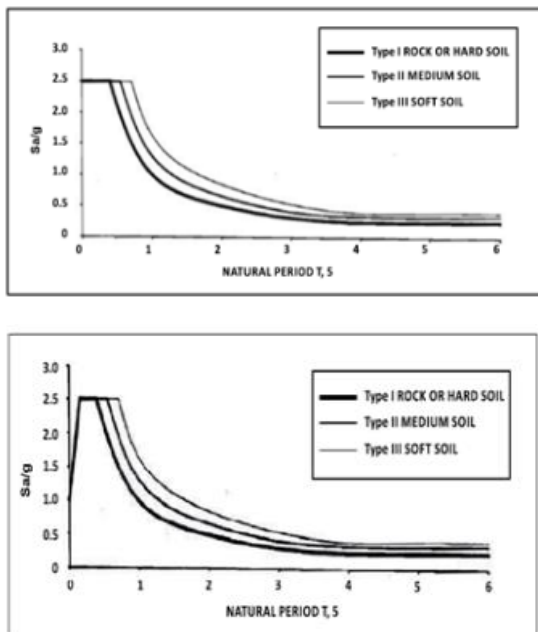 3.0
2.5
2.0
1.5
1.0
0.5
0
Sa/g
Type I ROCK OR HARD SOIL
Type II MEDIUM SOIL
Type III SOFT SOIL
0 1 2 3 4 5 6
NATURAL PERIOD T, S
3.0
2.5
2.0
1.5
1.0
0.5
0
Sa/g
Type I ROCK OR HARD SOIL
Type II MEDIUM SOIL
Type III SOFT SOIL
0 1 2 3 4 5 6
NATURAL PERIOD T, S